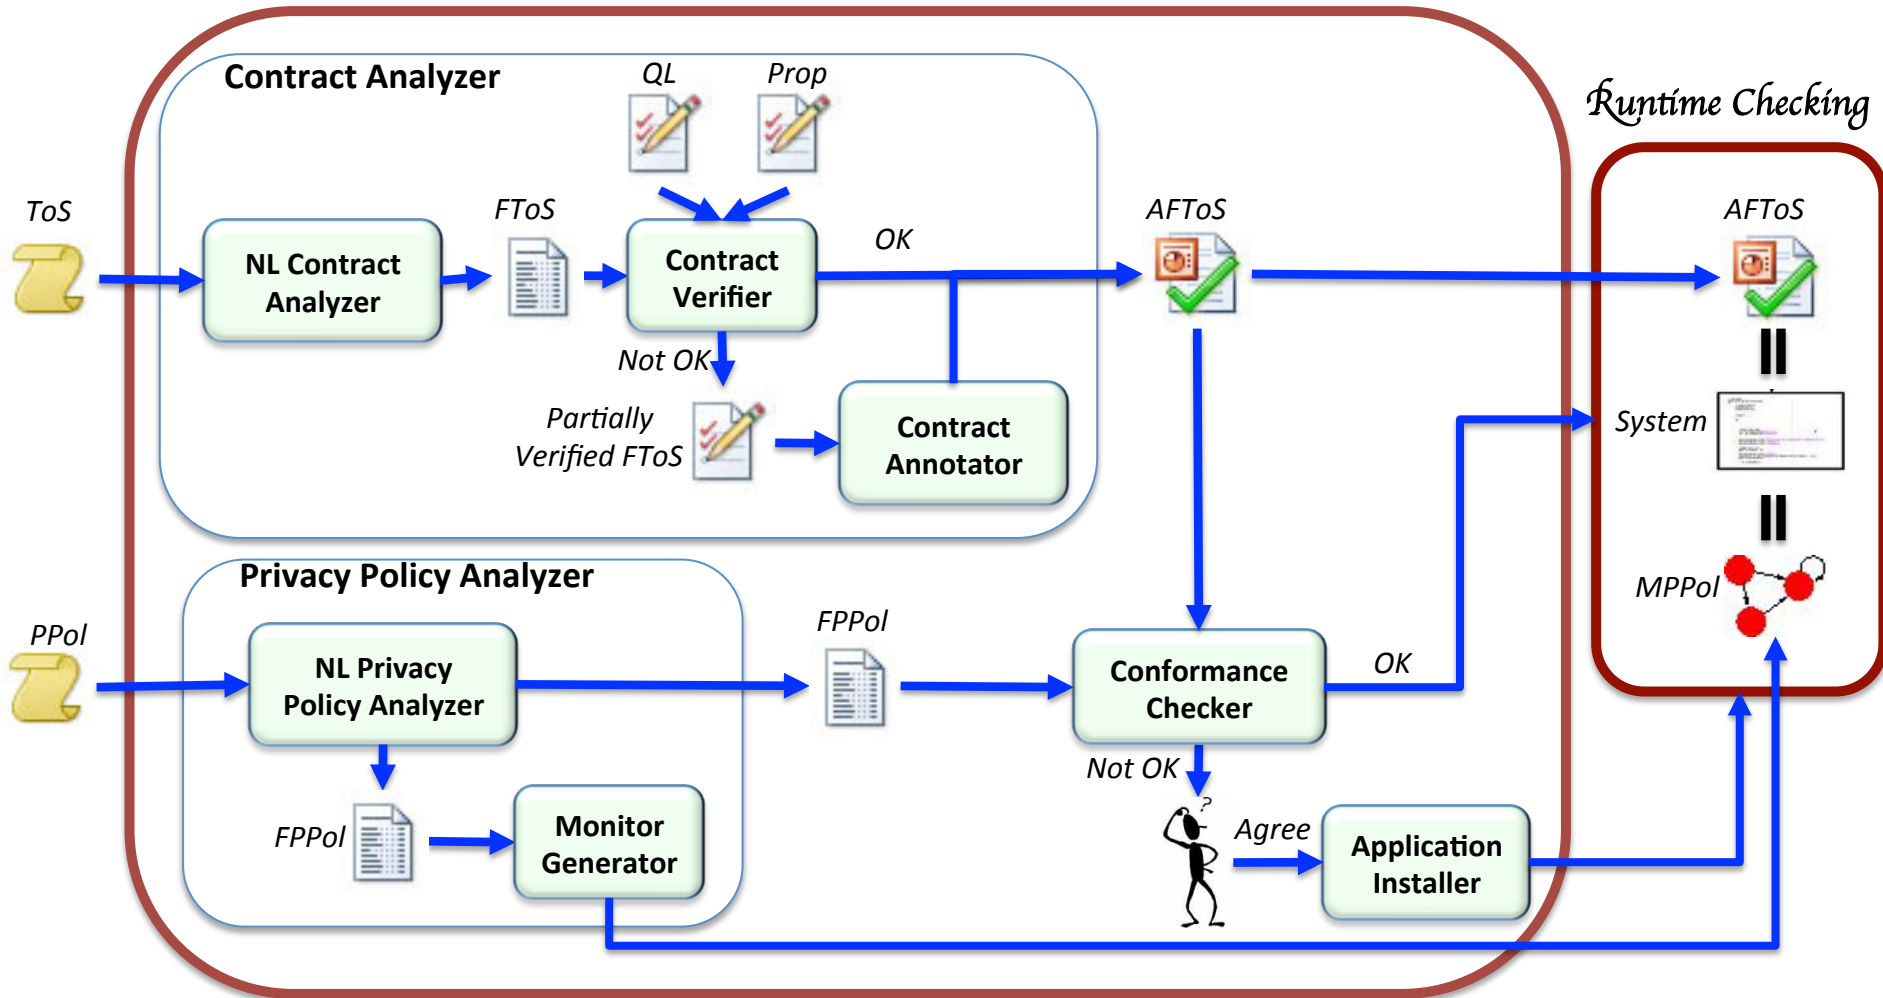 Contract Analyzer
QL
Prop
Runtime Checking
ToS
FToS
AFToS
AFToS
NL Contract
Analyzer
Contract
Verifier
OK
Not OK
Partially
Verified FToS
Contract
Annotator
System
Privacy Policy Analyzer
MPPol
PPol
FPPol
NL Privacy
Policy Analyzer
Conformance
Checker
OK
Not OK
FPPol
Monitor
Generator
?
Agree
Application
Installer